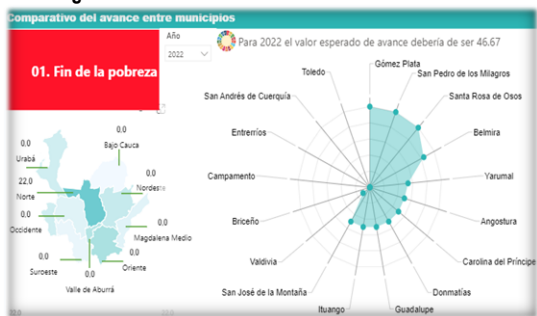 Comparativo del avance entre municipios
Año
2022
Para 2022 el valor esperado de avance debería de ser 46.67
01. Fin de la pobreza
0.0
Urabá
0.0
Bajo Cauca
22.0
Norte
0.0
Nordeste
0.0
Occidente
0.0
Magdalena Medio
0.0
Suroeste
0.0
Valle de Aburrá
0.0
Oriente
Gómez Plata
San Pedro de los Milagros
Santa Rosa de Osos
Belmira
Yarumal
Angostura
Carolina del Príncipe
Donmatías
Guadalupe
Ituango
San José de la Montaña
Valdivia
Briceño
Campamento
Entrerríos
San Andrés de Cuerquía
Toledo